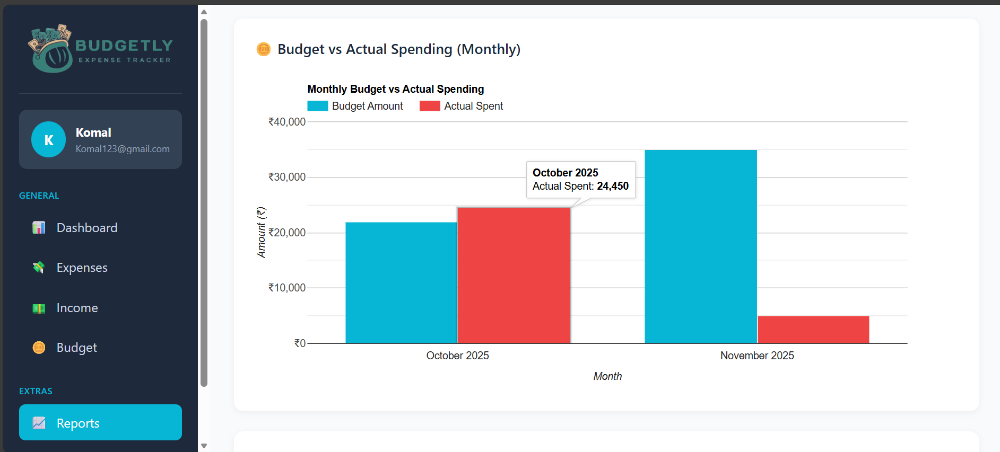 BUDGETLY
EXPENSE TRACKER
K
Komal
Komal123@gmail.com
GENERAL
Dashboard
Expenses
Income
Budget
EXTRAS
Reports
Budget vs Actual Spending (Monthly)
Monthly Budget vs Actual Spending
Budget Amount
Actual Spent
₹40,000
₹30,000
₹20,000
₹10,000
₹0
Amount (₹)
October 2025
Actual Spent: 24,450
October 2025
November 2025
Month